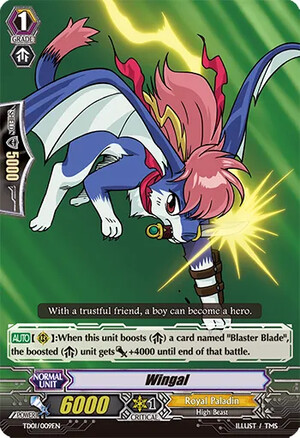 1
GRADE
SHIELD
5000
With a trustful friend, a boy can become a hero.
AUTO [ ]:When this unit boosts ( ) a card named "Blaster Blade",
the boosted ( ) unit gets +4000 until end of that battle.
NORMAL UNIT
Wingal
POWER
6000
1
CRITICAL
Royal Paladin
High Beast
TD01/009EN
ILLUST / TMS